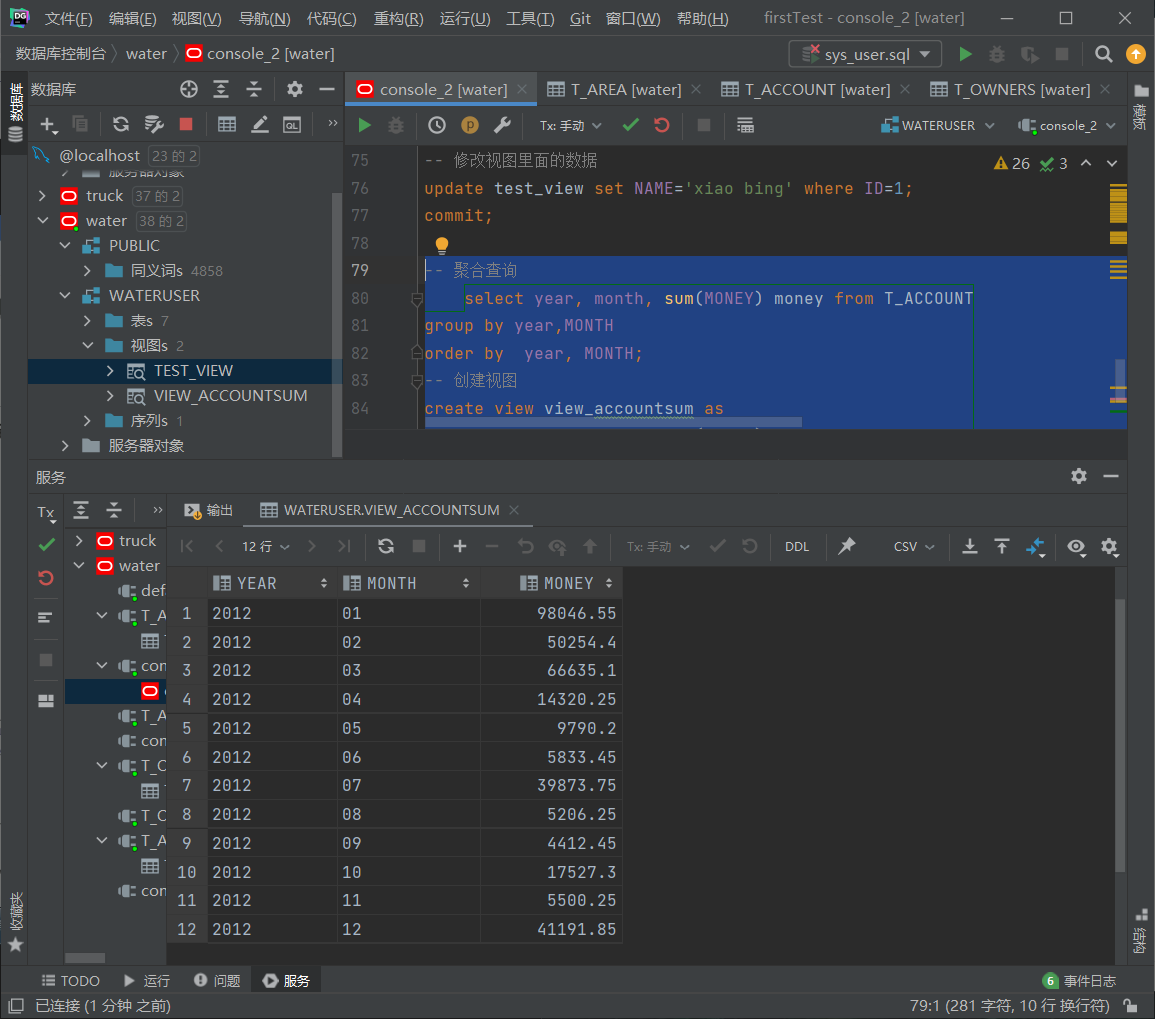 DG 文件(F) 编辑(E) 视图(V) 导航(N) 代码(C) 重构(R) 运行(U) 工具(T) Git 窗口(W) 帮助(H) firstTest - console_2 [water]
数据库控制台 water console_2 [water] sys_user.sql
数据库
数据库
console_2 [water] T_AREA [water] T_ACCOUNT [water] T_OWNERS [water]
Tx: 手动 WATERUSER console_2
@localhost 23 的 2
服务器对象
truck 37 的 2
water 38 的 2
PUBLIC
同义词s 4858
WATERUSER
表s 7
视图s 2
TEST_VIEW
VIEW_ACCOUNTSUM
序列s 1
服务器对象
26 3
75 -- 修改视图里面的数据
76 update test_view set NAME='xiao bing' where ID=1;
77 commit;
78
79 -- 聚合查询
80 select year, month, sum(MONEY) money from T_ACCOUNT
81 group by year,MONTH
82 order by  year, MONTH;
83 -- 创建视图
84 create view view_accountsum as
服务
Tx
输出 WATERUSER.VIEW_ACCOUNTSUM
12 行 Tx: 手动 DDL CSV
truck
water
def
T_A
con
T_A
con
T_O
T_A
con
YEAR MONTH MONEY
1 2012 01 98046.55
2 2012 02 50254.4
3 2012 03 66635.1
4 2012 04 14320.25
5 2012 05 9790.2
6 2012 06 5833.45
7 2012 07 39873.75
8 2012 08 5206.25
9 2012 09 4412.45
10 2012 10 17527.3
11 2012 11 5500.25
12 2012 12 41191.85
收藏夹
结构
TODO 运行 问题 服务 6 事件日志
已连接 (1 分钟 之前) 79:1 (281 字符, 10 行 换行符)